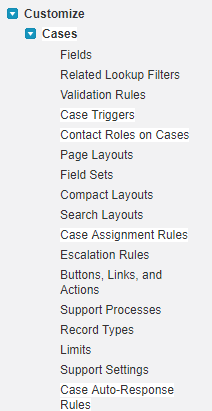 Customize
Cases
Fields
Related Lookup Filters
Validation Rules
Case Triggers
Contact Roles on Cases
Page Layouts
Field Sets
Compact Layouts
Search Layouts
Case Assignment Rules
Escalation Rules
Buttons, Links, and
Actions
Support Processes
Record Types
Limits
Support Settings
Case Auto-Response
Rules